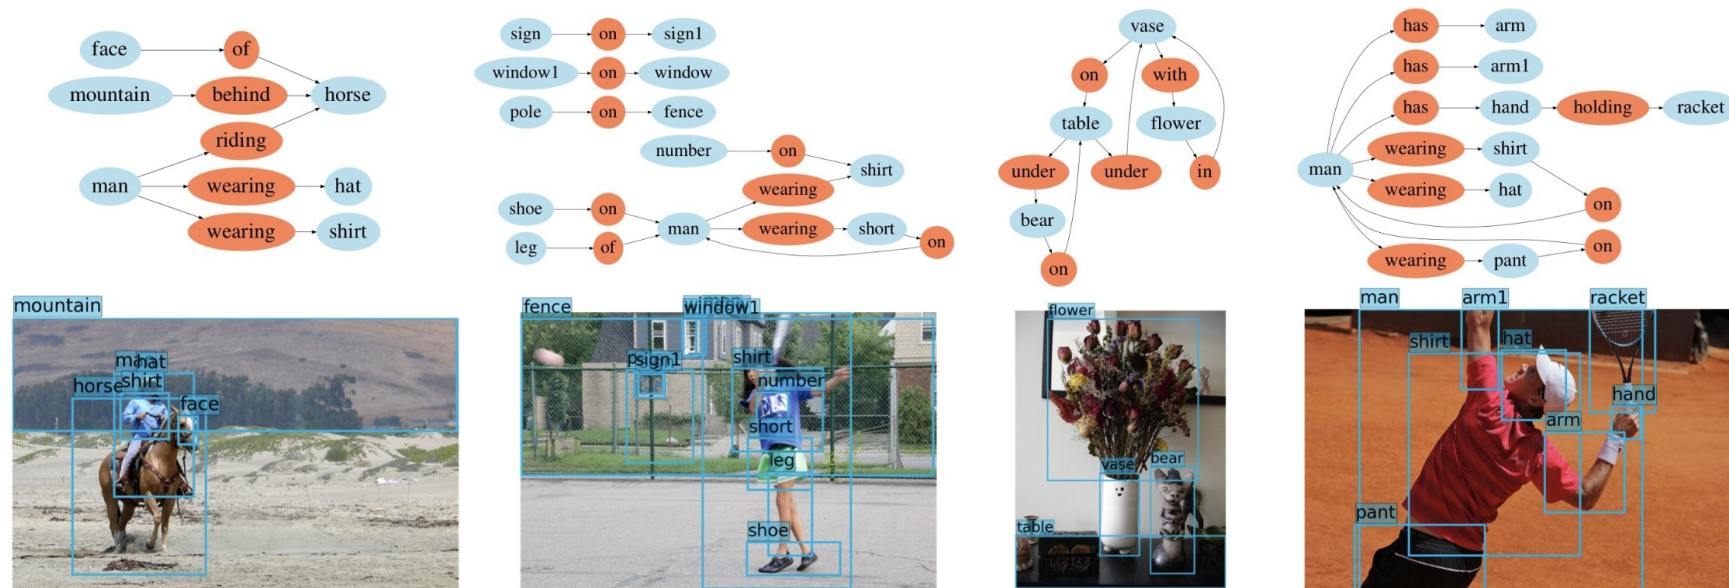 face of
mountain behind horse
riding
man wearing hat
wearing shirt
sign on sign1
window1 on window
pole on fence
number on
shirt
wearing
shoe on
man wearing short
leg of
on
vase
on with
table flower
under under in
bear
on
has arm
has arm1
has hand holding racket
wearing shirt
man
wearing hat
on
on
wearing pant
mountain
hat
shirt
horse
face
fence
window1
sign1
shirt
number
short
leg
shoe
flower
vase
bear
table
man
arm1
racket
shirt
hat
hand
arm
pant